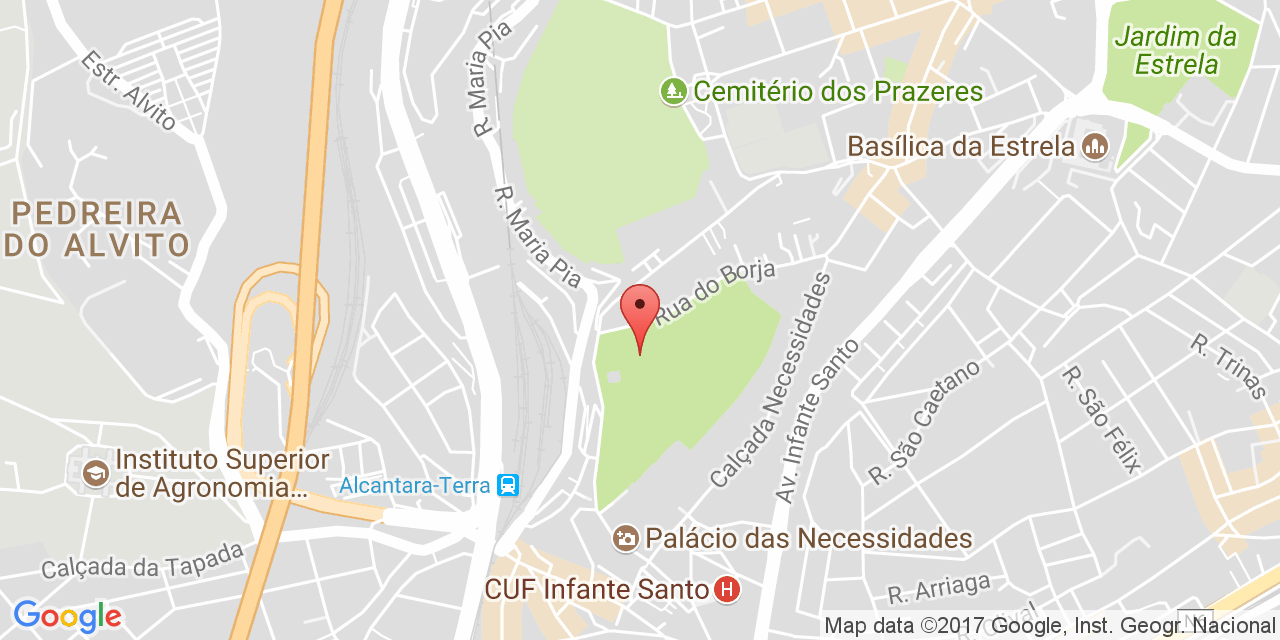 Jardim da
Estrela
R. Maria Pia
Estr. Alvito
Cemitério dos Prazeres
Basílica da Estrela
PEDREIRA
DO ALVITO
R. Maria Pia
Rua do Borja
Calçada Necessidades
Av. Infante Santo
R. Trinas
R. São Caetano
R. São Félix
Instituto Superior
de Agronomia...
Alcantara-Terra
Palácio das Necessidades
Calçada da Tapada
CUF Infante Santo
H
R. Arriaga
Google
Map data ©2017 Google, Inst. Geogr. Nacional